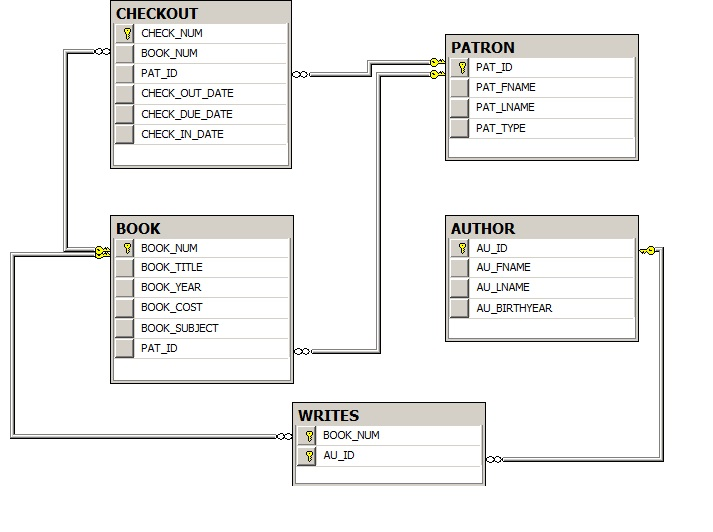 CHECKOUT
CHECK_NUM
BOOK_NUM
PAT_ID
CHECK_OUT_DATE
CHECK_DUE_DATE
CHECK_IN_DATE
PATRON
PAT_ID
PAT_FNAME
PAT_LNAME
PAT_TYPE
BOOK
BOOK_NUM
BOOK_TITLE
BOOK_YEAR
BOOK_COST
BOOK_SUBJECT
PAT_ID
AUTHOR
AU_ID
AU_FNAME
AU_LNAME
AU_BIRTHYEAR
WRITES
BOOK_NUM
AU_ID